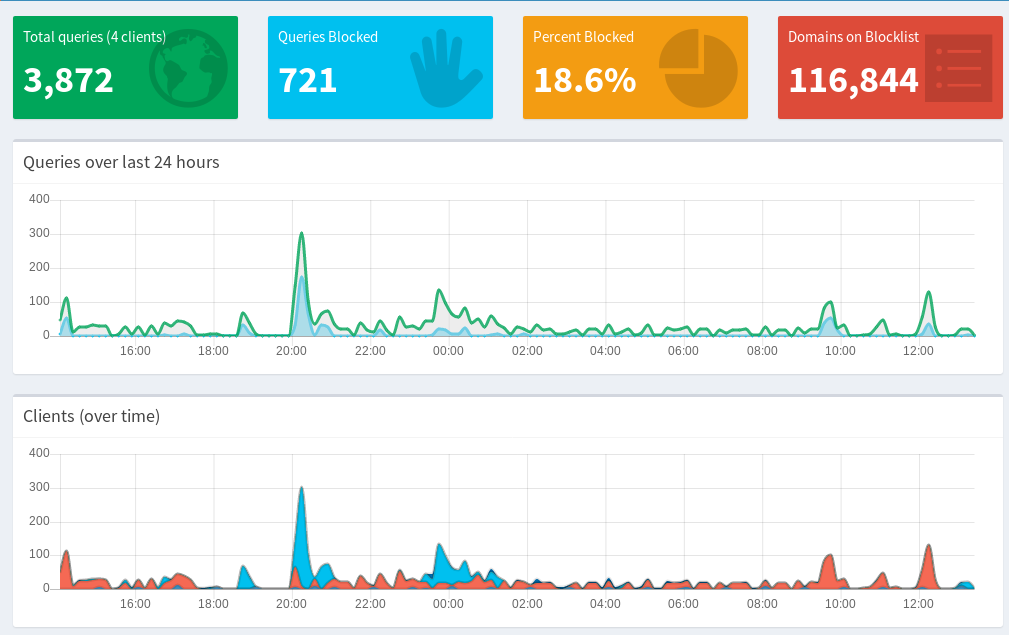 Total queries (4 clients)
3,872
Queries Blocked
721
Percent Blocked
18.6%
Domains on Blocklist
116,844
Queries over last 24 hours
400
300
200
100
0
16:00 18:00 20:00 22:00 00:00 02:00 04:00 06:00 08:00 10:00 12:00
Clients (over time)
400
300
200
100
0
16:00 18:00 20:00 22:00 00:00 02:00 04:00 06:00 08:00 10:00 12:00